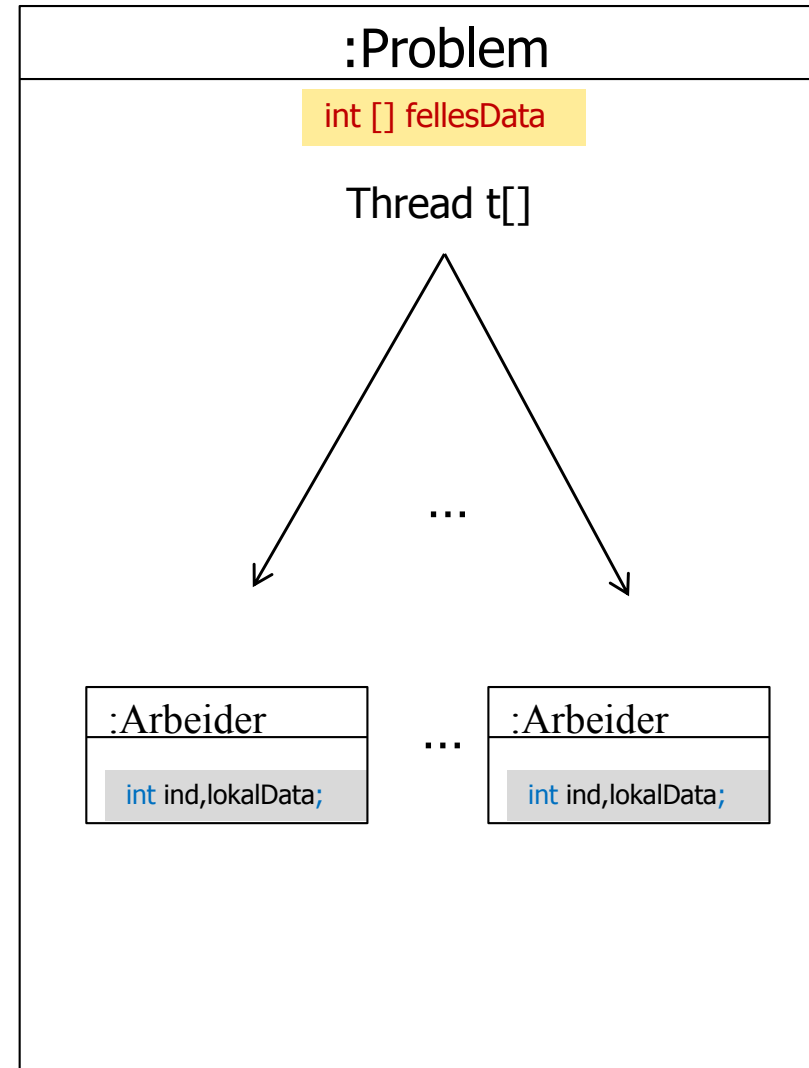 :Problem
int [] fellesData
Thread t[]
...
:Arbeider ... :Arbeider
int ind,lokalData; int ind,lokalData;